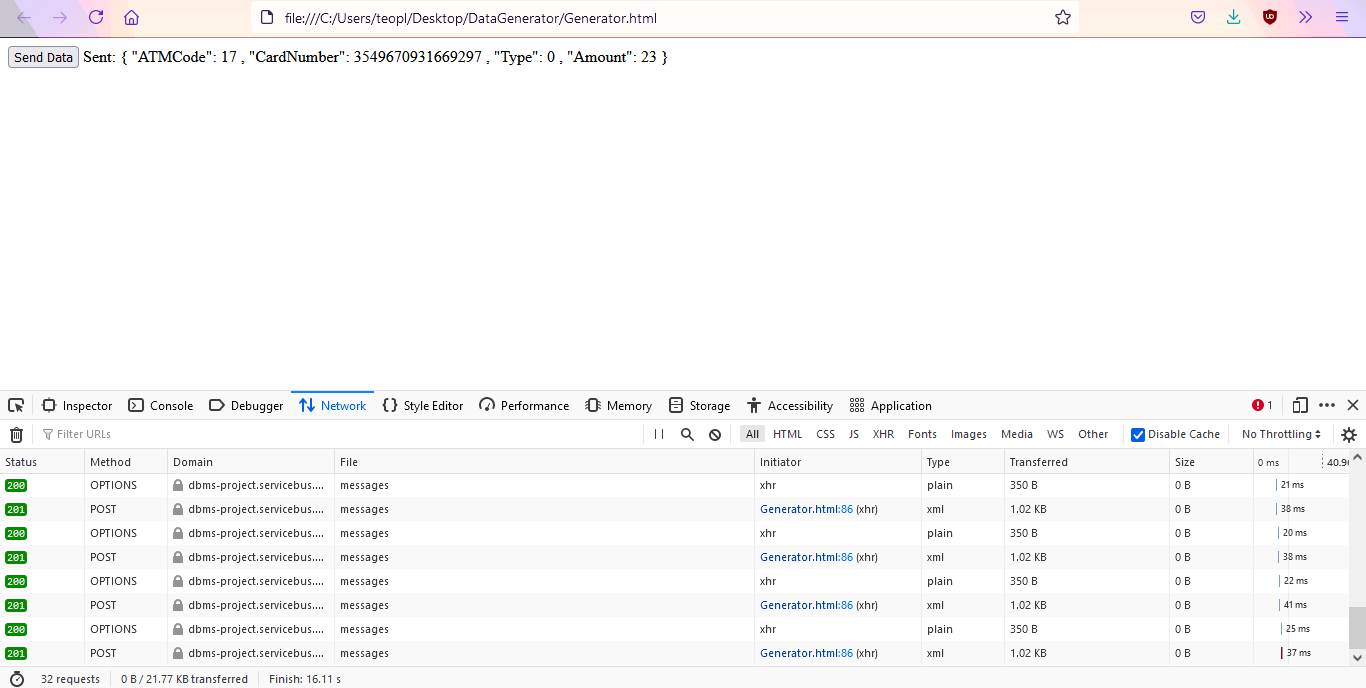 file:///C:/Users/teopl/Desktop/DataGenerator/Generator.html
Send Data Sent: { "ATMCode": 17 , "CardNumber": 3549670931669297 , "Type": 0 , "Amount": 23 }
Inspector Console Debugger Network Style Editor Performance Memory Storage Accessibility Application 1
Filter URLs All HTML CSS JS XHR Fonts Images Media WS Other Disable Cache No Throttling
Status Method Domain File Initiator Type Transferred Size 0 ms 40.96
200 OPTIONS dbms-project.servicebus.... messages xhr plain 350 B 0 B 21 ms
201 POST dbms-project.servicebus.... messages Generator.html:86 (xhr) xml 1.02 KB 0 B 38 ms
200 OPTIONS dbms-project.servicebus.... messages xhr plain 350 B 0 B 20 ms
201 POST dbms-project.servicebus.... messages Generator.html:86 (xhr) xml 1.02 KB 0 B 38 ms
200 OPTIONS dbms-project.servicebus.... messages xhr plain 350 B 0 B 22 ms
201 POST dbms-project.servicebus.... messages Generator.html:86 (xhr) xml 1.02 KB 0 B 41 ms
200 OPTIONS dbms-project.servicebus.... messages xhr plain 350 B 0 B 25 ms
201 POST dbms-project.servicebus.... messages Generator.html:86 (xhr) xml 1.02 KB 0 B 37 ms
32 requests 0 B / 21.77 KB transferred Finish: 16.11 s